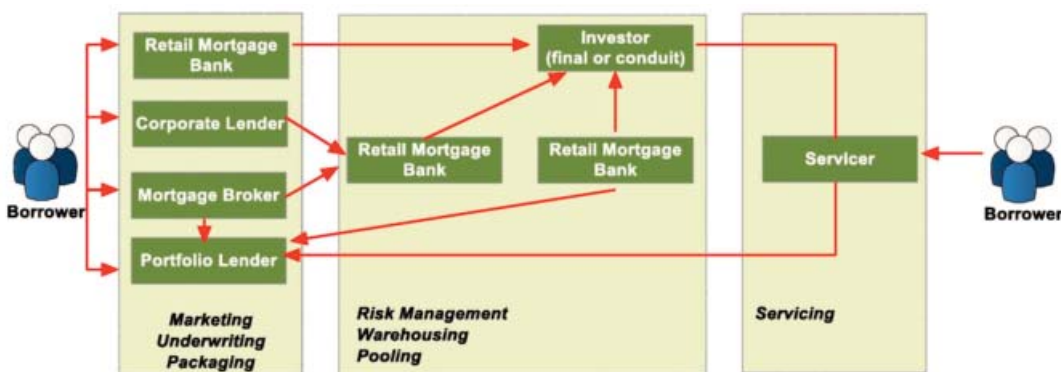 Retail Mortgage
Bank
Corporate Lender
Mortgage Broker
Portfolio Lender
Borrower
Marketing
Underwriting
Packaging
Investor
(final or conduit)
Retail Mortgage
Bank
Retail Mortgage
Bank
Risk Management
Warehousing
Pooling
Servicer
Servicing
Borrower